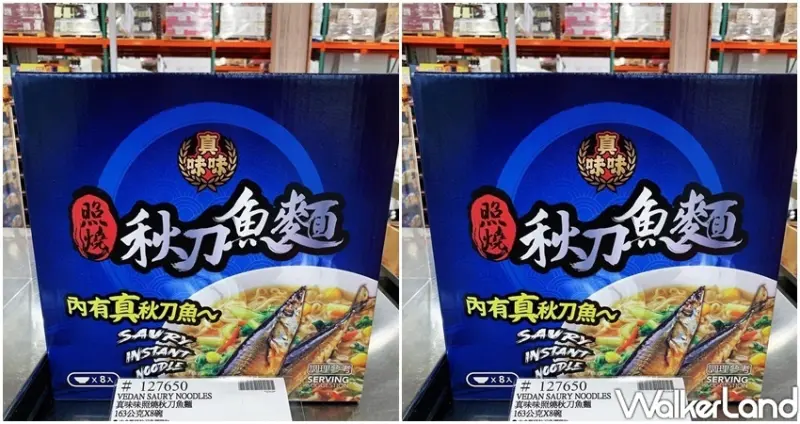 真
味味
照燒
秋刀魚麵
內有真秋刀魚～
SAURY
INSTANT
NOODLE
x 8入
調理參考
SERVING
# 127650
VEDAN SAURY NOODLES
真味味照燒秋刀魚麵
163公克X8碗
真
味味
照燒
秋刀魚麵
內有真秋刀魚～
SAURY
INSTANT
NOODLE
x 8入
調理參考
SERVING
# 127650
VEDAN SAURY NOODLES
真味味照燒秋刀魚麵
163公克X8碗
WalkerLand